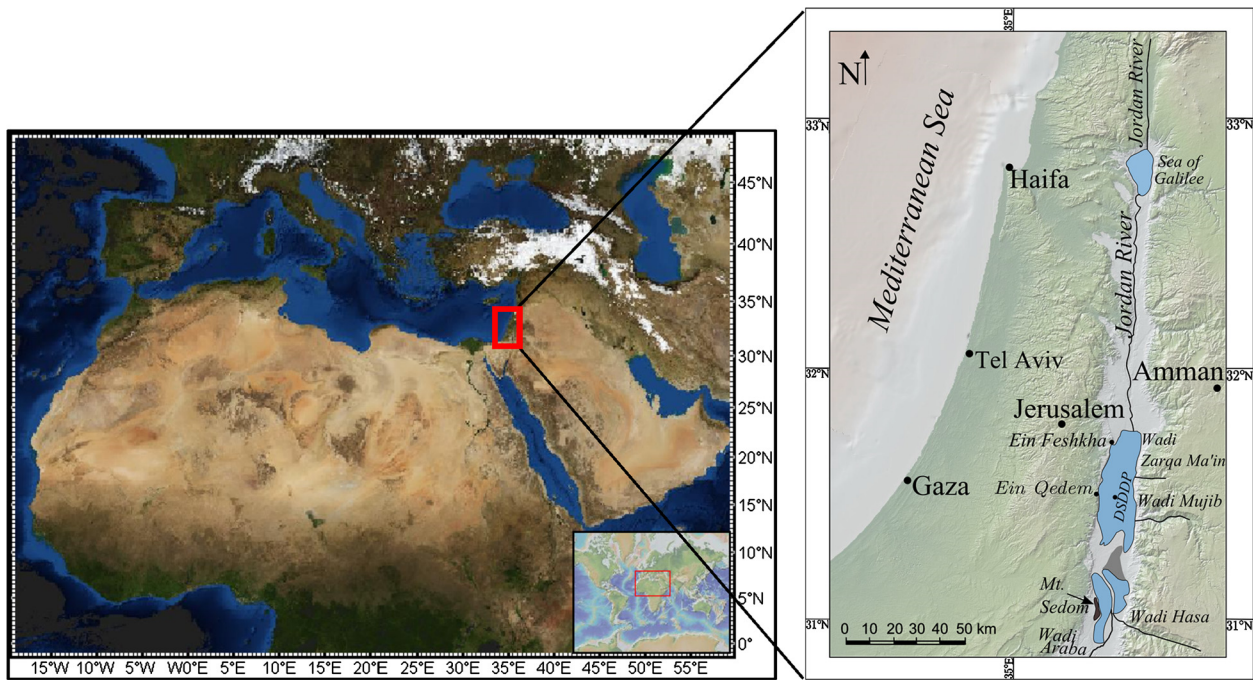 45°N
40°N
35°N
30°N
25°N
20°N
15°N
10°N
5°N
0°
15°W 10°W 5°W W00°E 5°E 10°E 15°E 20°E 25°E 30°E 35°E 40°E 45°E 50°E 55°E
35°E
N
33°N
33°N
Jordan River
Mediterranean Sea
Haifa
Sea of
Galilee
Jordan River
Tel Aviv
32°N
Amman
32°N
Jerusalem
Ein Feshkha
Wadi
Zarqa Ma'in
Gaza
Ein Qedem
DSDDP
Wadi Mujib
Mt.
Sedom
Wadi Hasa
31°N
31°N
0 10 20 30 40 50 km
Wadi
Araba
35°E